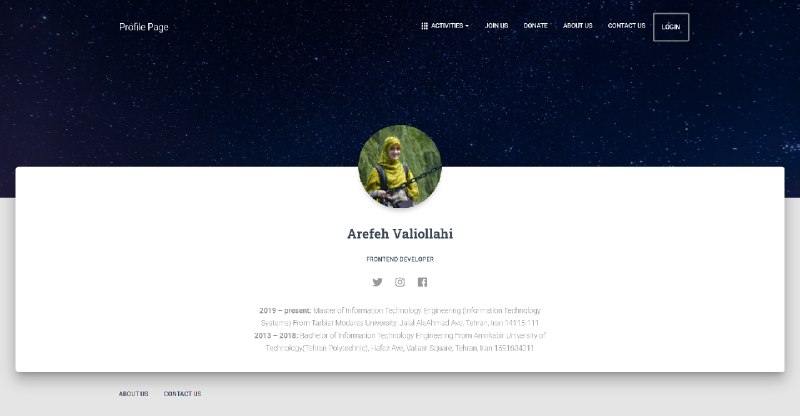 Profile Page
ACTIVITIES
JOIN US
DONATE
ABOUT US
CONTACT US
LOGIN
Arefeh Valiollahi
FRONTEND DEVELOPER
2019 – present: Master of Information Technology Engineering (Information Technology
Systems) From Tarbiat Modares University. Jalal AleAhmad Ave, Tehran, Iran 14115-111
2013 – 2018: Bachelor of Information Technology Engineering From Amirkabir University of
Technology(Tehran Polytechnic), Hafez Ave, Valiasr Square, Tehran, Iran
ABOUT US
CONTACT US